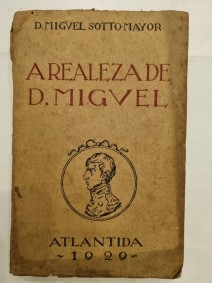 D. MIGVEL SOTTO-MAYOR
A REALEZA DE
D. MIGVEL
ATLANTIDA
~ 1929 ~